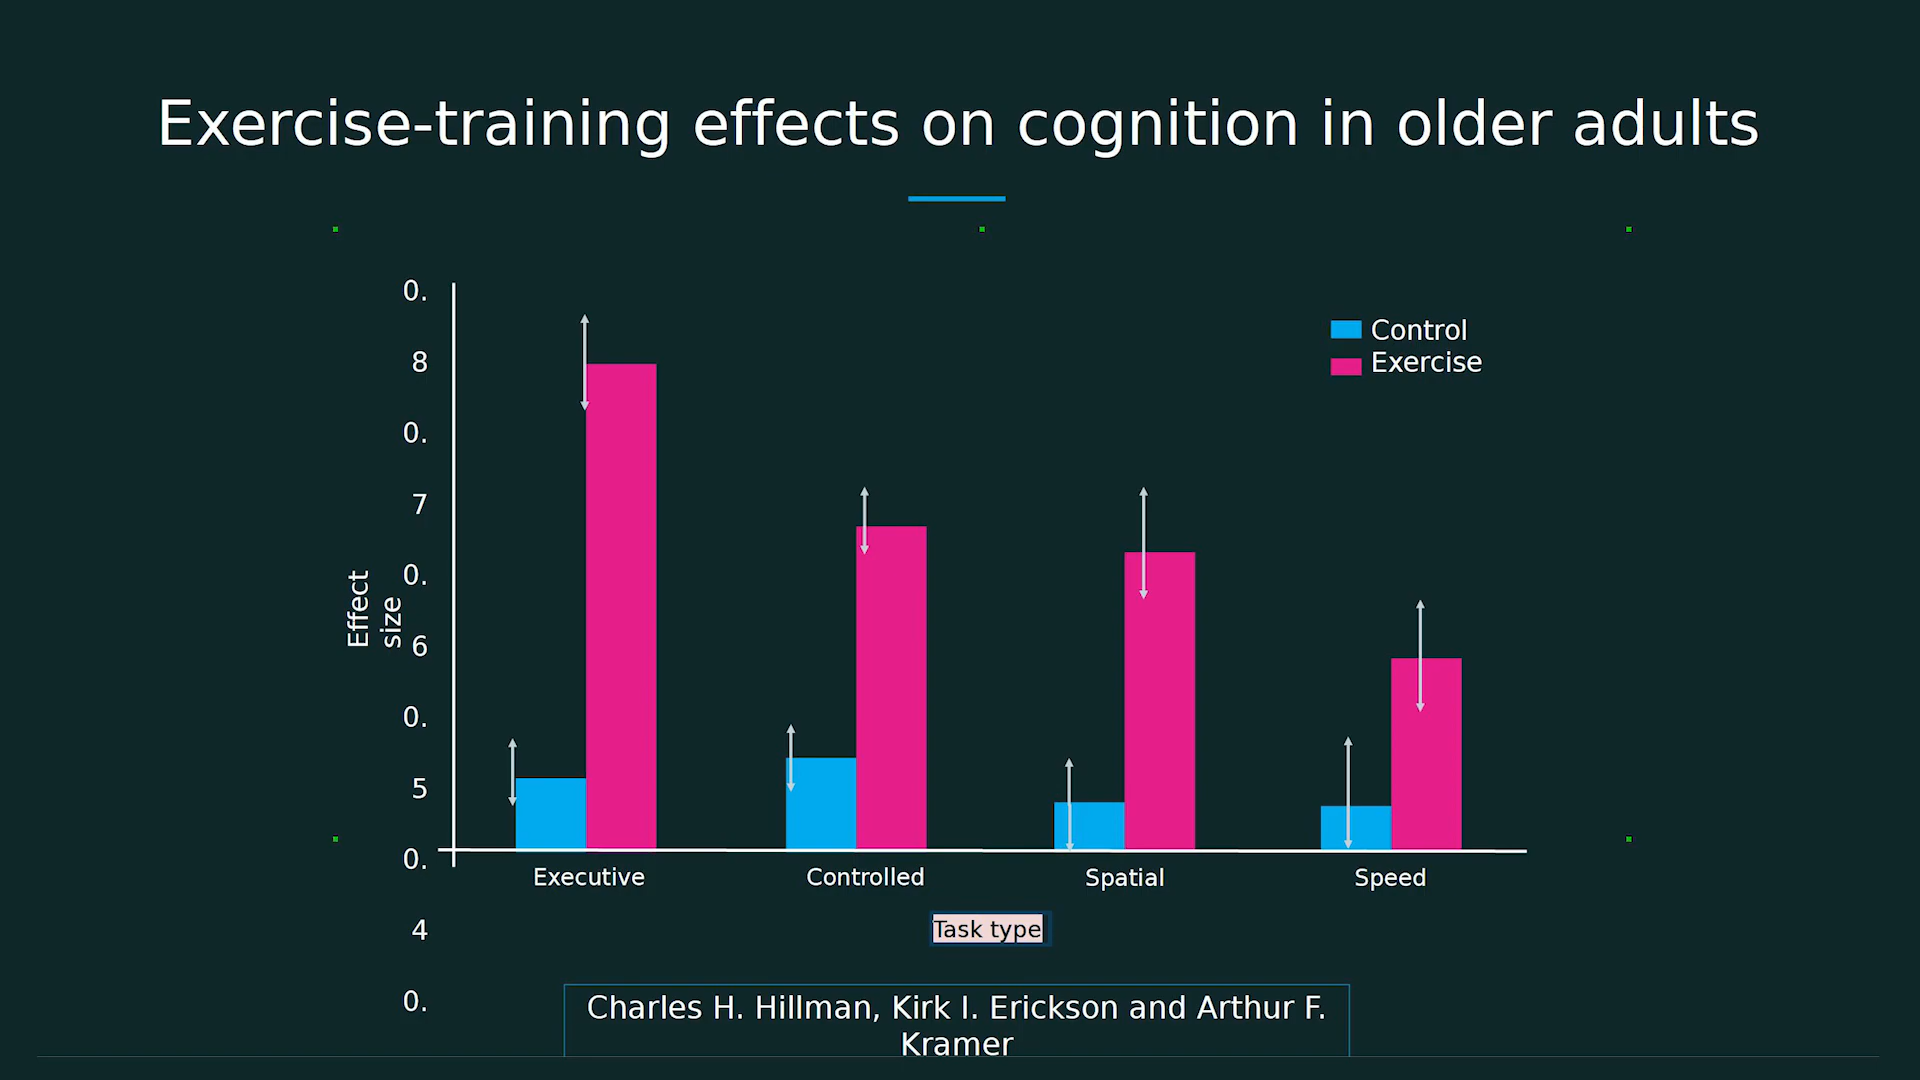 Exercise-training effects on cognition in older adults
0.
8
0.
7
0.
6
0.
5
0.
4
0.
Effect
size
Control
Exercise
Executive
Controlled
Spatial
Speed
Task type
Charles H. Hillman, Kirk I. Erickson and Arthur F.
Kramer